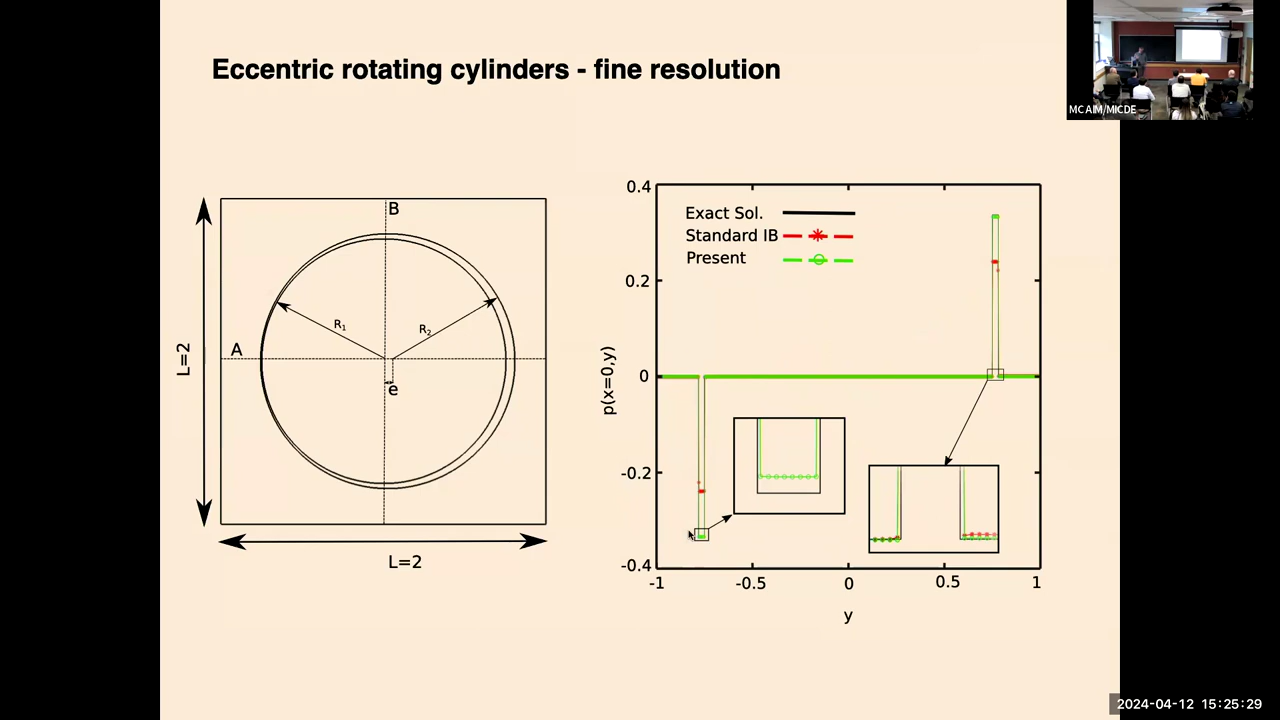 Eccentric rotating cylinders - fine resolution
MCAIM/MICDE
B
R1
R2
A
e
L=2
L=2
0.4
0.2
0
-0.2
-0.4
Exact Sol.
Standard IB
Present
p(x=0,y)
-1
-0.5
0
0.5
1
y
2024-04-12 15:25:29